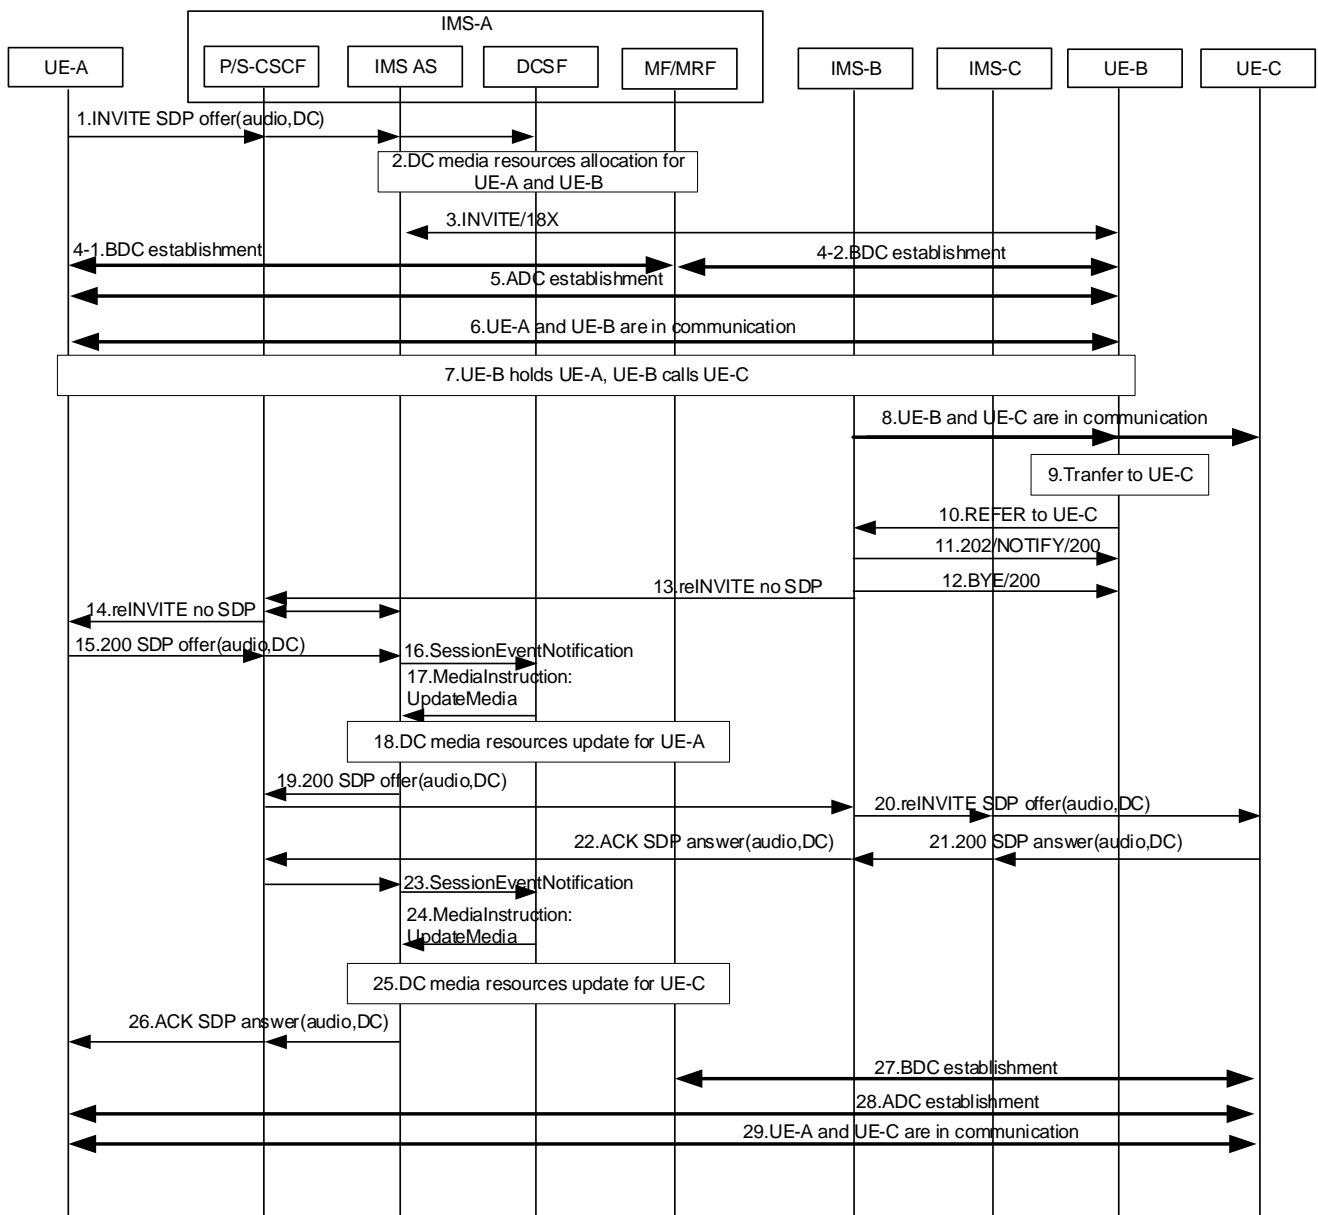 IMS-A
UE-A
P/S-CSCF
IMS AS
DCSF
MF/MRF
IMS-B
IMS-C
UE-B
UE-C
1.INVITE SDP offer(audio,DC)
2.DC media resources allocation for
UE-A and UE-B
3.INVITE/18X
4-1.BDC establishment
4-2.BDC establishment
5.ADC establishment
6.UE-A and UE-B are in communication
7.UE-B holds UE-A, UE-B calls UE-C
8.UE-B and UE-C are in communication
9.Tranfer to UE-C
10.REFER to UE-C
11.202/NOTIFY/200
12.BYE/200
13.reINVITE no SDP
14.reINVITE no SDP
15.200 SDP offer(audio,DC)
16.SessionEventNotification
17.MediaInstruction:
UpdateMedia
18.DC media resources update for UE-A
19.200 SDP offer(audio,DC)
20.reINVITE SDP offer(audio,DC)
21.200 SDP answer(audio,DC)
22.ACK SDP answer(audio,DC)
23.SessionEventNotification
24.MediaInstruction:
UpdateMedia
25.DC media resources update for UE-C
26.ACK SDP answer(audio,DC)
27.BDC establishment
28.ADC establishment
29.UE-A and UE-C are in communication